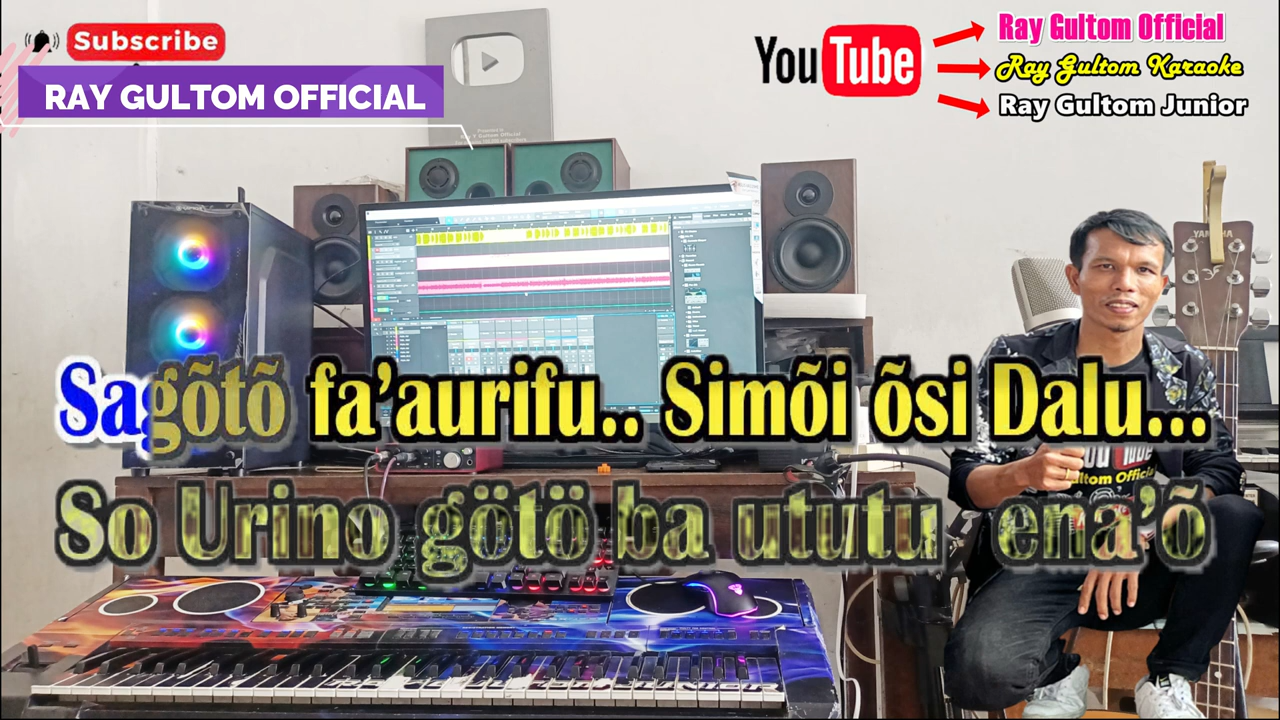 Subscribe
RAY GULTOM OFFICIAL
YouTube
Ray Gultom Official
Ray Gultom Karaoke
Ray Gultom Junior
YAMAHA
Sagõtõ fa’aurifu.. Simõi õsi Dalu...
So Urino götö ba ututu, ena’õ